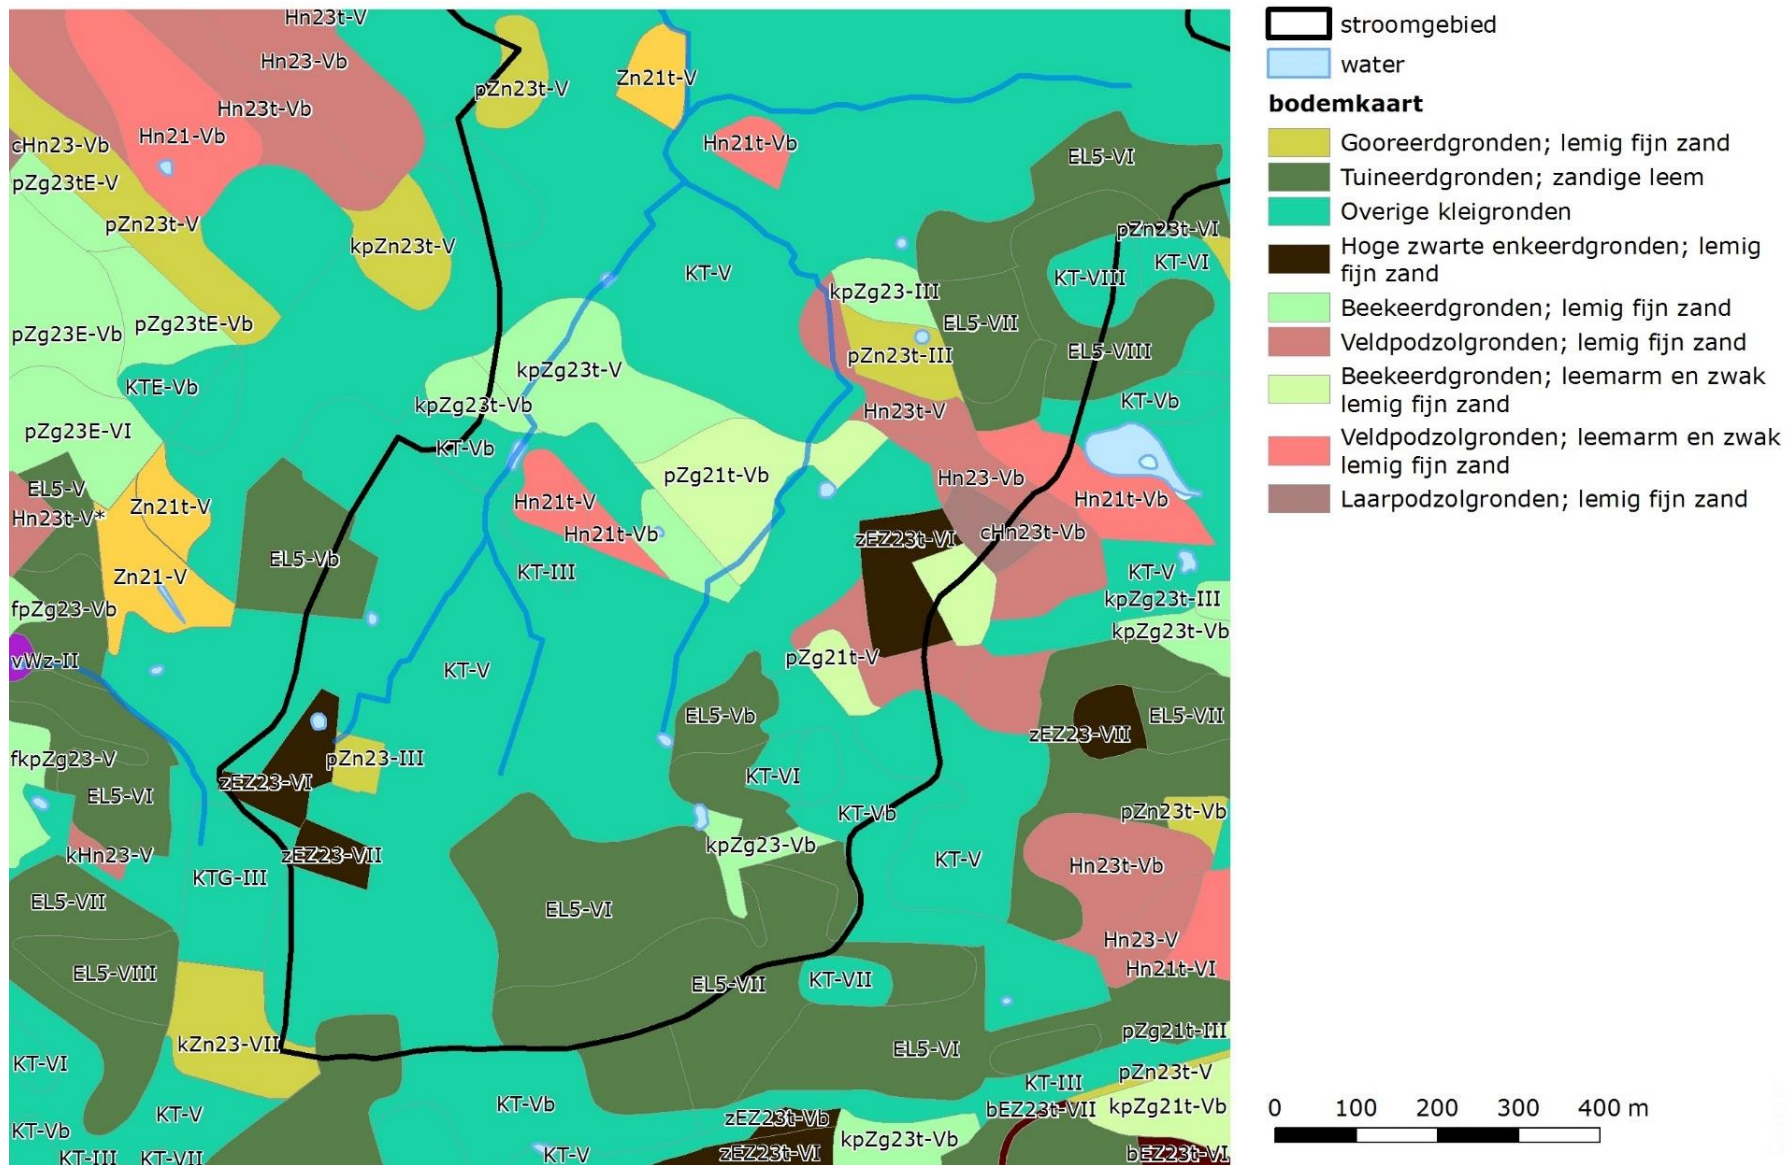 Hn23t-V
Hn23-Vb
pZn23t-V
Zn21t-V
Hn23t-Vb
Hn21-Vb
cHn23-Vb
Hn21t-Vb
EL5-VI
pZg23tE-V
pZn23t-V
kpZn23t-V
pZn23t-VI
KT-V
KT-VIII
KT-VI
kpZg23-III
pZg23E-Vb
pZg23tE-Vb
EL5-VII
pZn23t-III
EL5-VIII
kpZg23t-V
KTE-Vb
kpZg23t-Vb
Hn23t-V
KT-Vb
pZg23E-VI
KT-Vb
pZg21t-Vb
Hn23-Vb
EL5-V
Zn21t-V
Hn21t-V
Hn21t-Vb
Hn23t-V*
Hn21t-Vb
zEZ23t-VI
cHn23t-Vb
EL5-Vb
Zn21-V
KT-III
KT-V
kpZg23t-III
fpZg23-Vb
kpZg23t-Vb
vWz-II
KT-V
pZg21t-V
EL5-Vb
EL5-VII
zEZ23-VII
fkpZg23-V
pZn23-III
zEZ23-VI
KT-VI
EL5-VI
KT-Vb
pZn23t-Vb
kHn23-V
zEZ23-VII
kpZg23-Vb
KT-V
Hn23t-Vb
KTG-III
EL5-VII
EL5-VI
Hn23-V
Hn21t-VI
EL5-VIII
EL5-VII
KT-VII
kZn23-VII
pZg21t-III
EL5-VI
KT-VI
pZn23t-V
KT-III
KT-V
KT-Vb
bEZ23t-VII
kpZg21t-Vb
zEZ23t-Vb
KT-Vb
kpZg23t-Vb
KT-III
KT-VII
KT-V
zEZ23t-VI
bEZ23t-VI
stroomgebied
water
bodemkaart
Gooreerdgronden; lemig fijn zand
Tuineerdgronden; zandige leem
Overige kleigronden
Hoge zwarte enkeerdgronden; lemig
fijn zand
Beekeerdgronden; lemig fijn zand
Veldpodzolgronden; lemig fijn zand
Beekeerdgronden; leemarm en zwak
lemig fijn zand
Veldpodzolgronden; leemarm en zwak
lemig fijn zand
Laarpodzolgronden; lemig fijn zand
0 100 200 300 400 m